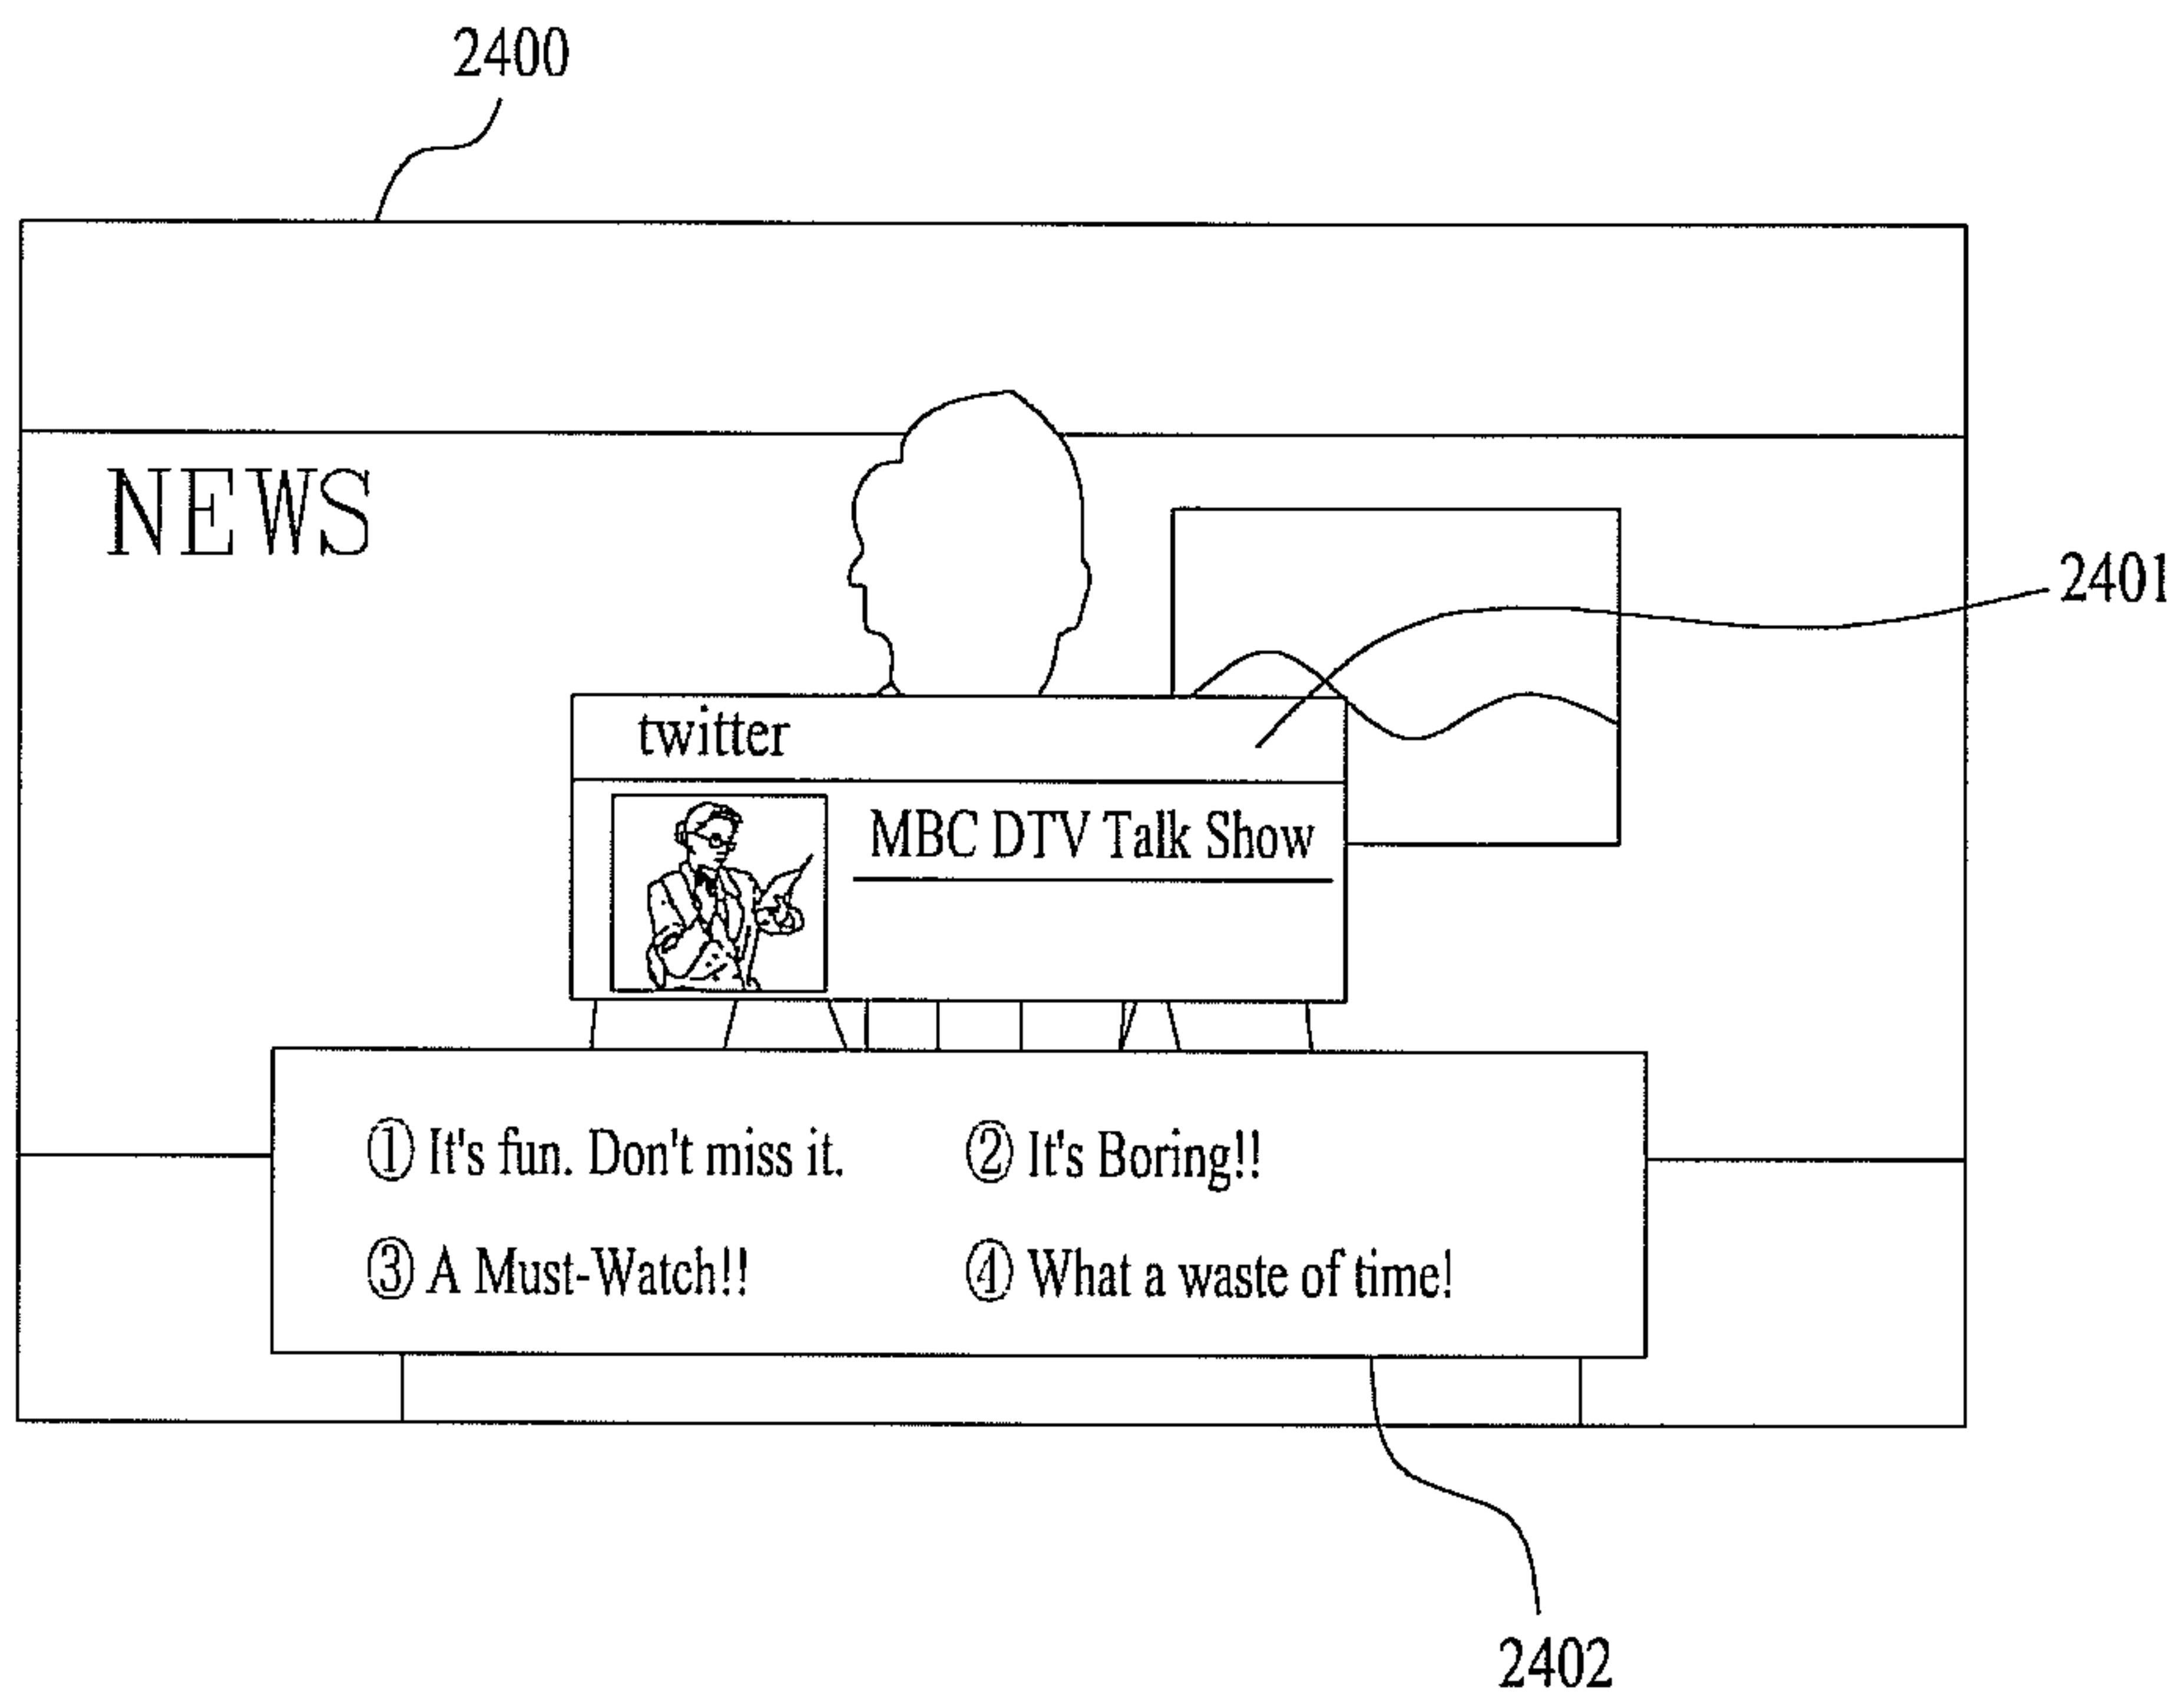 2400
NEWS
2401
twitter
MBC DTV Talk Show
① It's fun. Don't miss it. ② It's Boring!!
③ A Must-Watch!! ④ What a waste of time!
2402